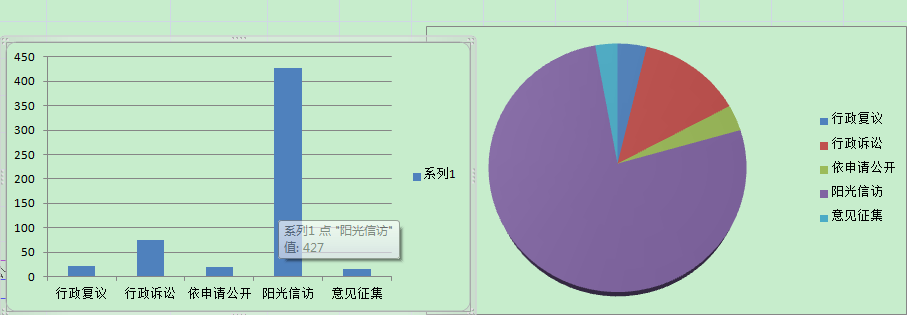 450
400
350
300
250
200
150
100
50
0
行政复议 行政诉讼 依申请公开 阳光信访 意见征集
系列1
系列1 点 "阳光信访"
值: 427
行政复议
行政诉讼
依申请公开
阳光信访
意见征集